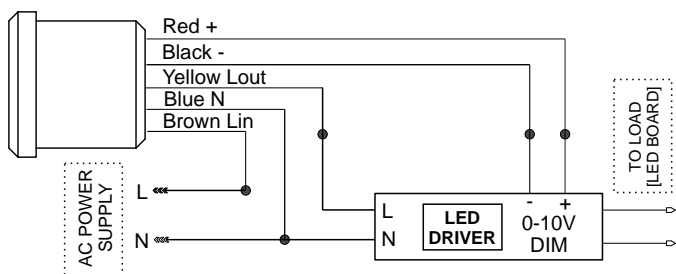 Red +
Black -
Yellow Lout
Blue N
Brown Lin
AC POWER
SUPPLY
L
N
L
N
LED
DRIVER
- +
0-10V
DIM
TO LOAD
[LED BOARD]